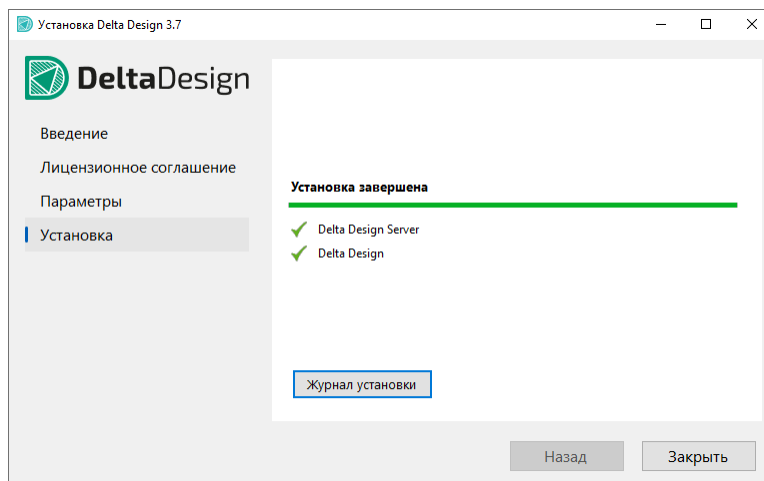 Установка Delta Design 3.7
DeltaDesign
Введение
Лицензионное соглашение
Параметры
Установка
Установка завершена
Delta Design Server
Delta Design
Журнал установки
Назад
Закрыть